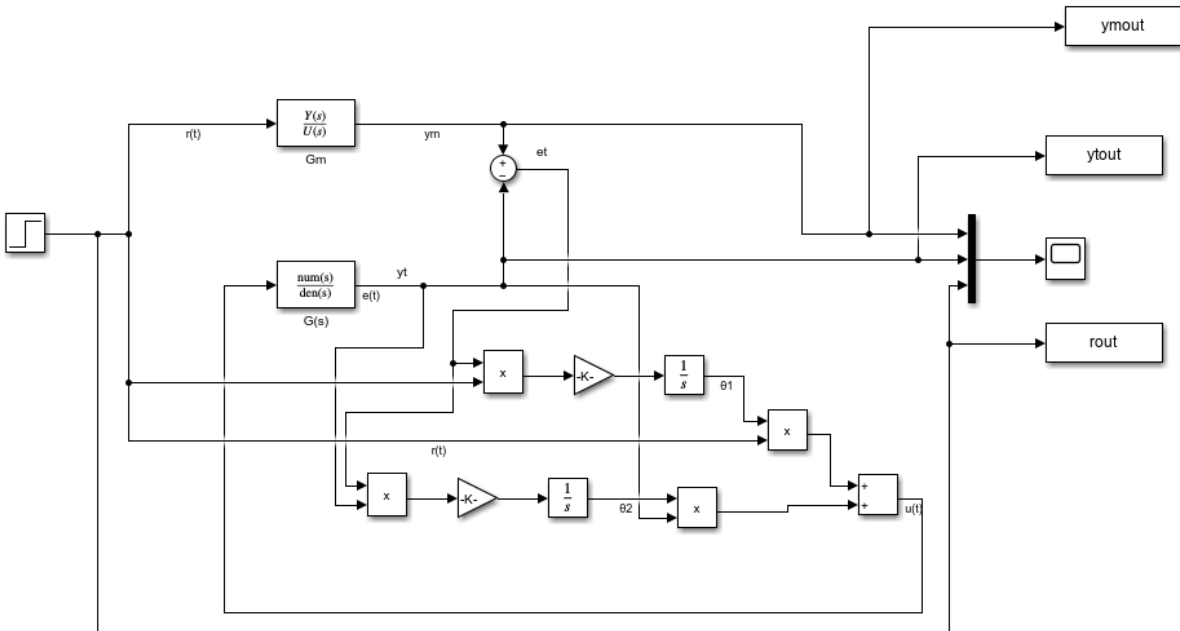 ymout
Y(s)
U(s)
r(t)
ym
Gm
et
+
−
ytout
num(s)
den(s)
yt
e(t)
G(s)
rout
x
-K-
1
s
θ1
x
r(t)
x
-K-
1
s
θ2
x
+
+
u(t)